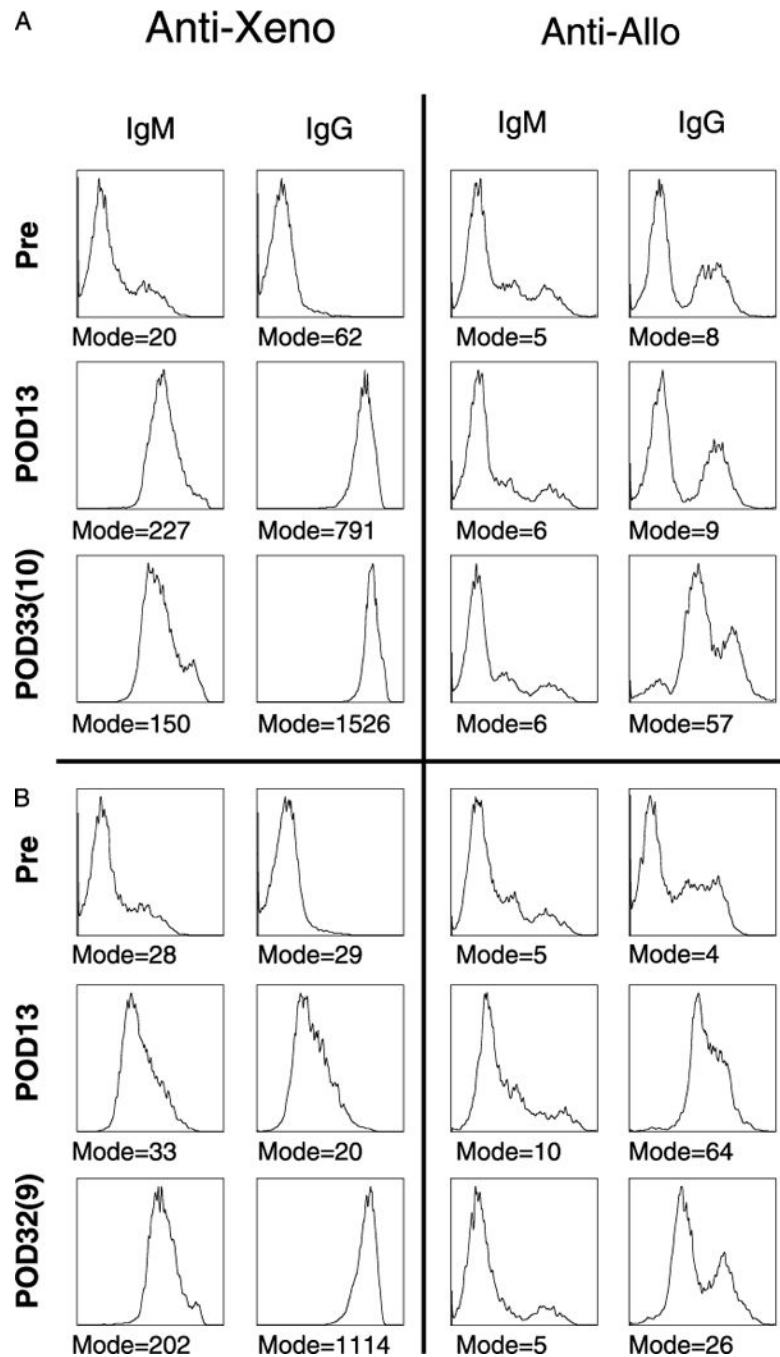 A
Anti-Xeno Anti-Allo
IgM IgG IgM IgG
Pre
Mode=20 Mode=62 Mode=5 Mode=8
POD13
Mode=227 Mode=791 Mode=6 Mode=9
POD33(10)
Mode=150 Mode=1526 Mode=6 Mode=57
B
Pre
Mode=28 Mode=29 Mode=5 Mode=4
POD13
Mode=33 Mode=20 Mode=10 Mode=64
POD32(9)
Mode=202 Mode=1114 Mode=5 Mode=26